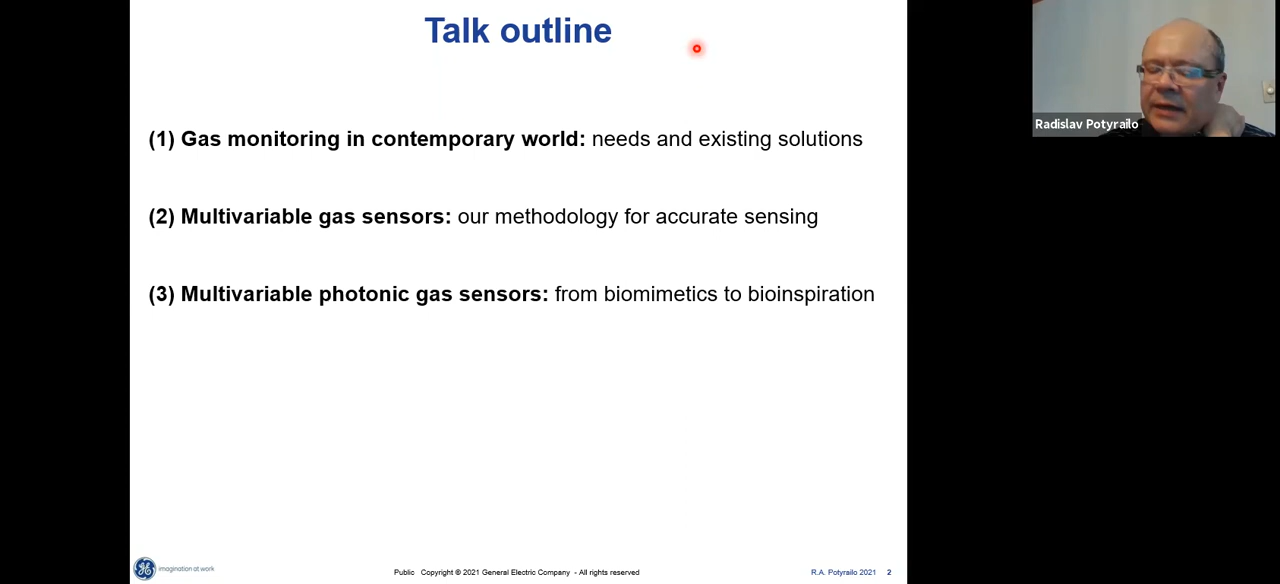 Talk outline
Radislav Potyrailo
(1) Gas monitoring in contemporary world: needs and existing solutions
(2) Multivariable gas sensors: our methodology for accurate sensing
(3) Multivariable photonic gas sensors: from biomimetics to bioinspiration
GE imagination at work
Public Copyright © 2021 General Electric Company - All rights reserved
R.A. Potyrailo 2021 2